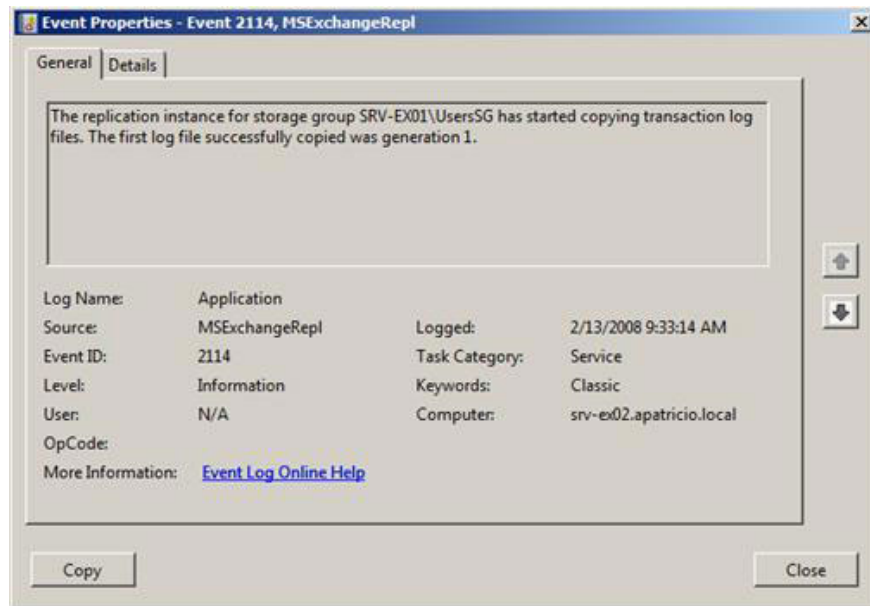 Event Properties - Event 2114, MSExchangeRepl
General Details
The replication instance for storage group SRV-EX01\UsersSG has started copying transaction log
files. The first log file successfully copied was generation 1.
Log Name: Application
Source: MSExchangeRepl Logged: 2/13/2008 9:33:14 AM
Event ID: 2114 Task Category: Service
Level: Information Keywords: Classic
User: N/A Computer: srv-ex02.apatricio.local
OpCode:
More Information: Event Log Online Help
Copy Close